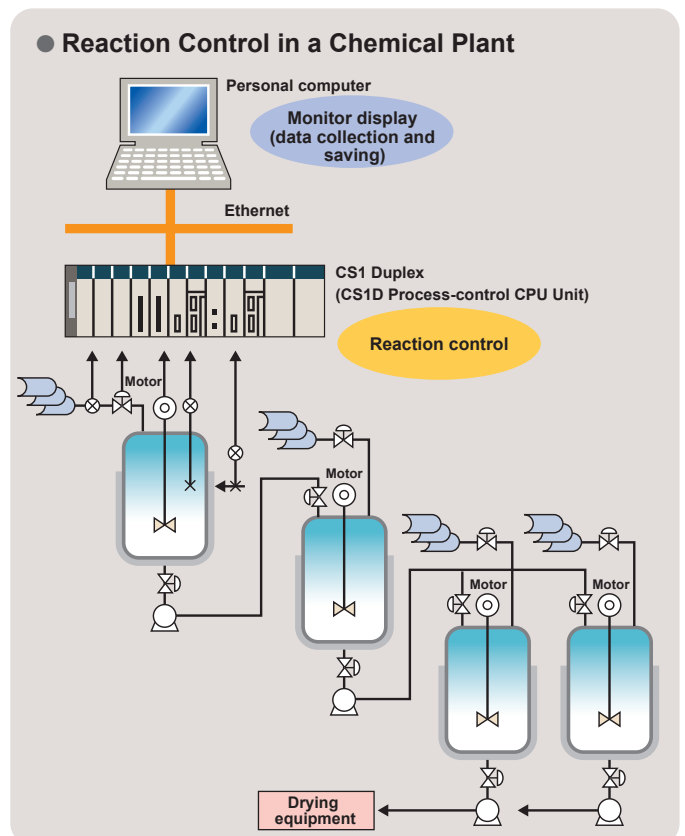 ● Reaction Control in a Chemical Plant
Personal computer
Monitor display
(data collection and
saving)
Ethernet
CS1 Duplex
(CS1D Process-control CPU Unit)
Reaction control
Motor
Motor
Motor
Motor
Drying
equipment